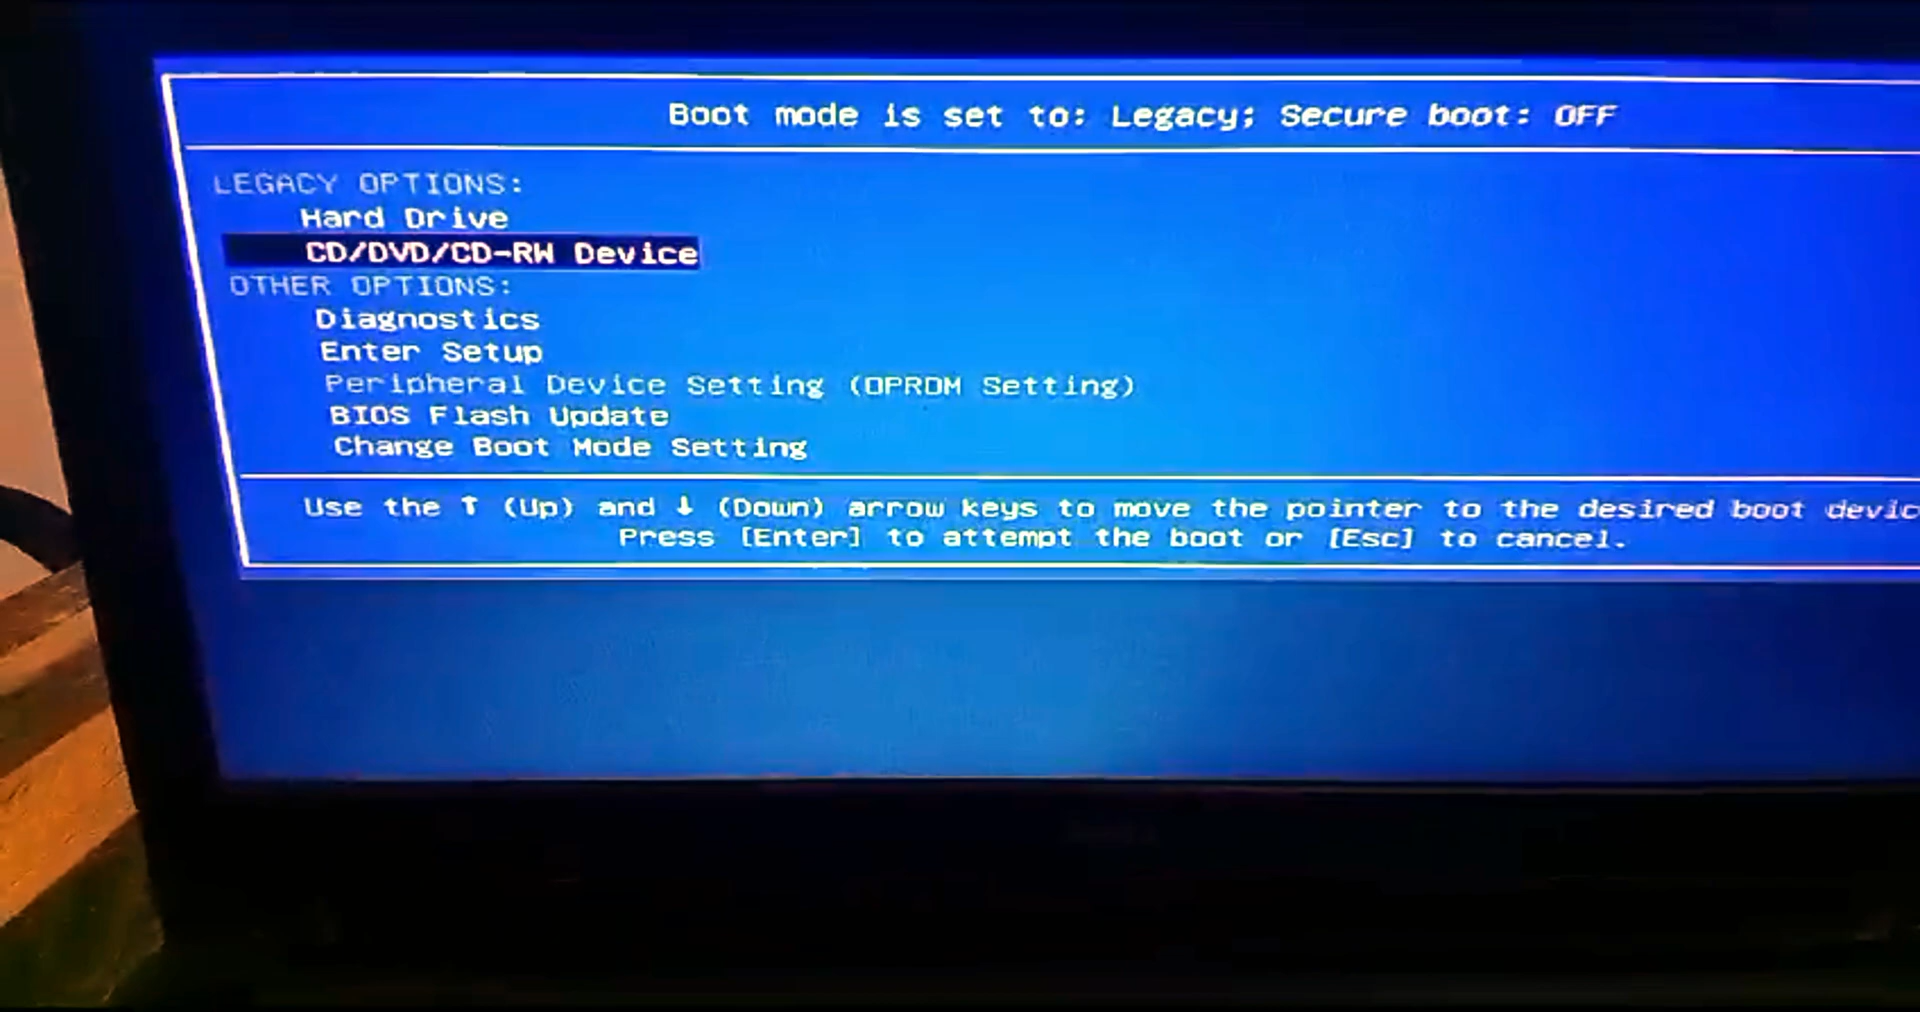 Boot mode is set to: Legacy; Secure boot: OFF
LEGACY OPTIONS:
Hard Drive
CD/DVD/CD-RW Device
OTHER OPTIONS:
Diagnostics
Enter Setup
Peripheral Device Setting (OPROM Setting)
BIOS Flash Update
Change Boot Mode Setting
Use the ↑ (Up) and ↓ (Down) arrow keys to move the pointer to the desired boot devic
Press [Enter] to attempt the boot or [Esc] to cancel.